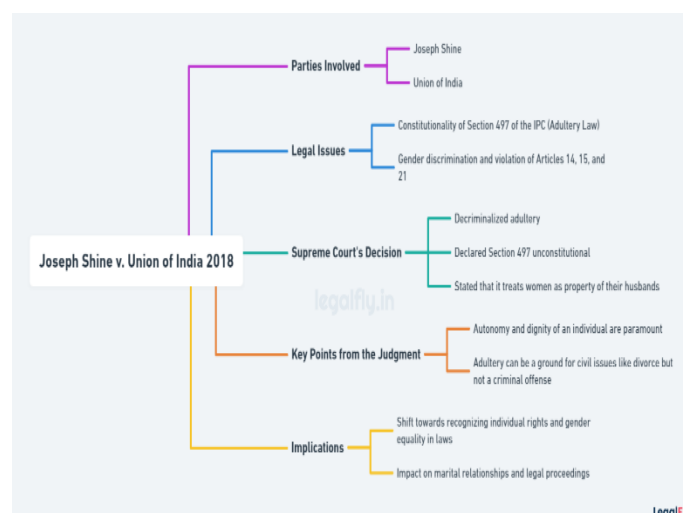 Joseph Shine v. Union of India 2018
Parties Involved
Joseph Shine
Union of India
Legal Issues
Constitutionality of Section 497 of the IPC (Adultery Law)
Gender discrimination and violation of Articles 14, 15, and
21
Supreme Court's Decision
Decriminalized adultery
Declared Section 497 unconstitutional
Stated that it treats women as property of their husbands
legalfly.in
Key Points from the Judgment
Autonomy and dignity of an individual are paramount
Adultery can be a ground for civil issues like divorce but
not a criminal offense
Implications
Shift towards recognizing individual rights and gender
equality in laws
Impact on marital relationships and legal proceedings
LegalF